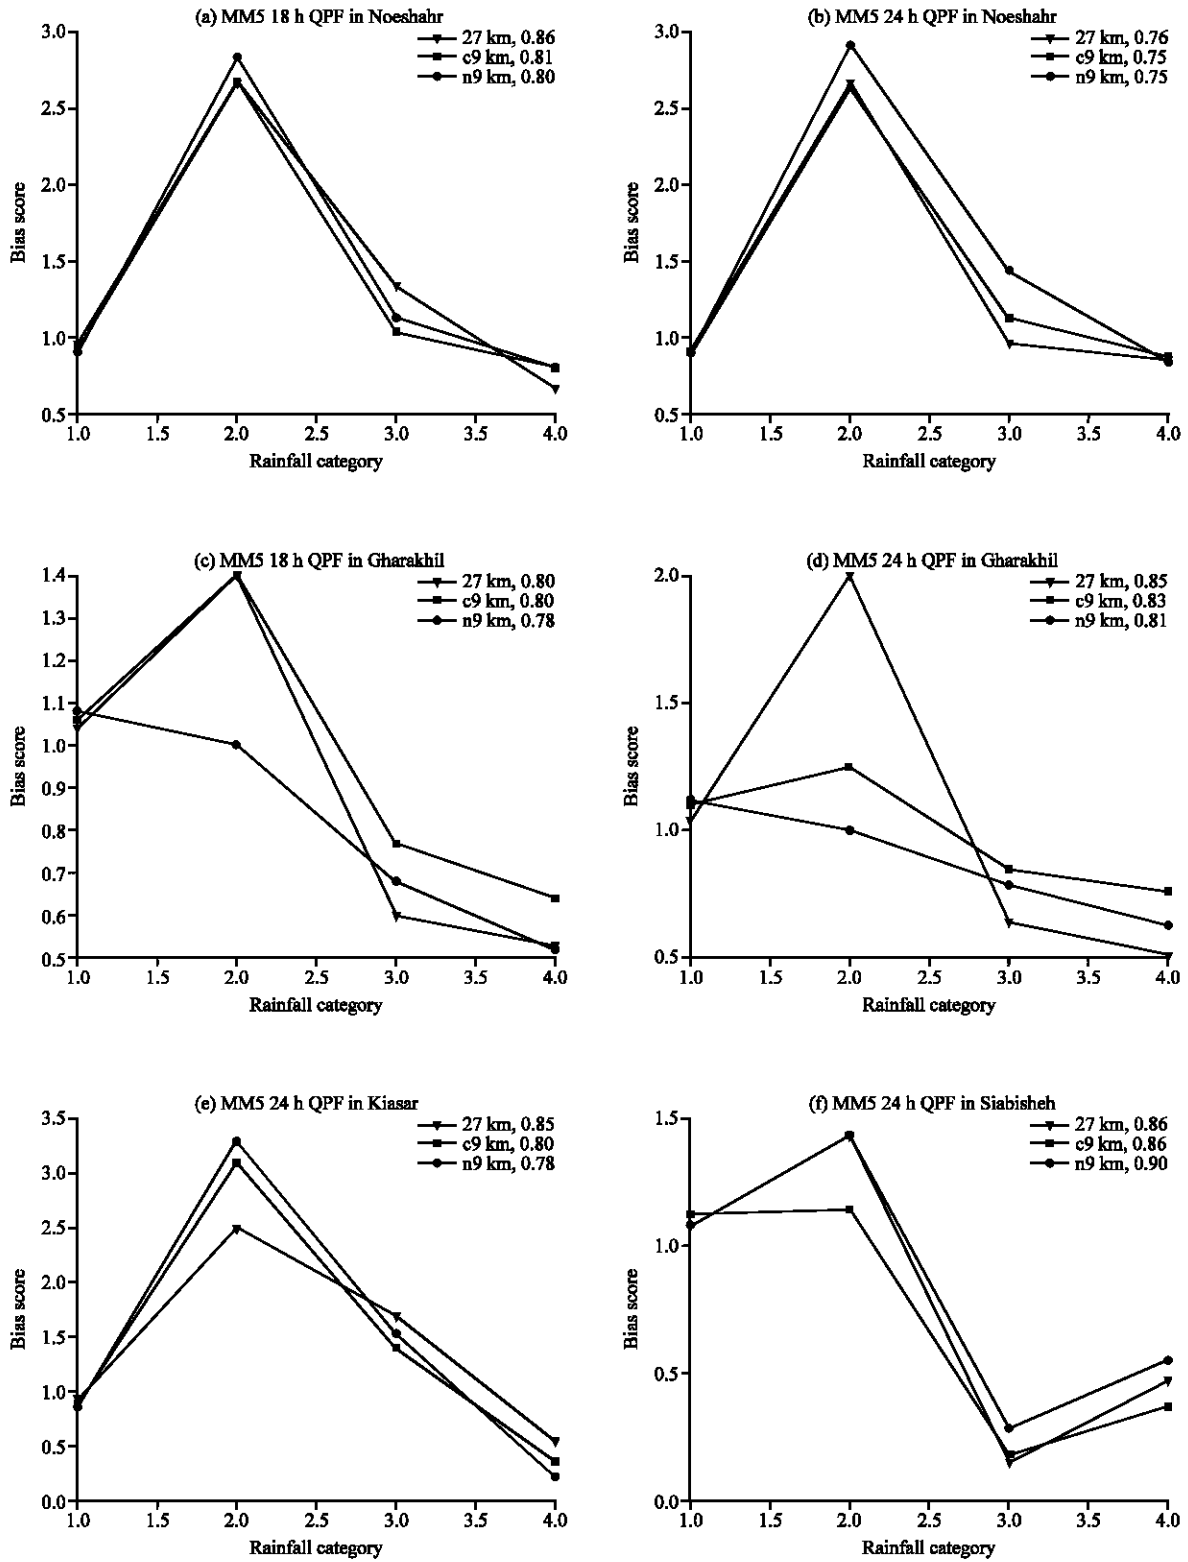 (a) MM5 18 h QPF in Noeshahr
27 km, 0.86
c9 km, 0.81
n9 km, 0.80
3.0
2.5
2.0
1.5
1.0
0.5
Bias score
1.0 1.5 2.0 2.5 3.0 3.5 4.0
Rainfall category
(b) MM5 24 h QPF in Noeshahr
27 km, 0.76
c9 km, 0.75
n9 km, 0.75
3.0
2.5
2.0
1.5
1.0
0.5
Bias score
1.0 1.5 2.0 2.5 3.0 3.5 4.0
Rainfall category
(c) MM5 18 h QPF in Gharakhil
27 km, 0.80
c9 km, 0.80
n9 km, 0.78
1.4
1.3
1.2
1.1
1.0
0.9
0.8
0.7
0.6
0.5
Bias score
1.0 1.5 2.0 2.5 3.0 3.5 4.0
Rainfall category
(d) MM5 24 h QPF in Gharakhil
27 km, 0.85
c9 km, 0.83
n9 km, 0.81
2.0
1.5
1.0
0.5
Bias score
1.0 1.5 2.0 2.5 3.0 3.5 4.0
Rainfall category
(e) MM5 24 h QPF in Kiasar
27 km, 0.85
c9 km, 0.80
n9 km, 0.78
3.5
3.0
2.5
2.0
1.5
1.0
0.5
0.0
Bias score
1.0 1.5 2.0 2.5 3.0 3.5 4.0
Rainfall category
(f) MM5 24 h QPF in Siabisheh
27 km, 0.86
c9 km, 0.86
n9 km, 0.90
1.5
1.0
0.5
0.0
Bias score
1.0 1.5 2.0 2.5 3.0 3.5 4.0
Rainfall category